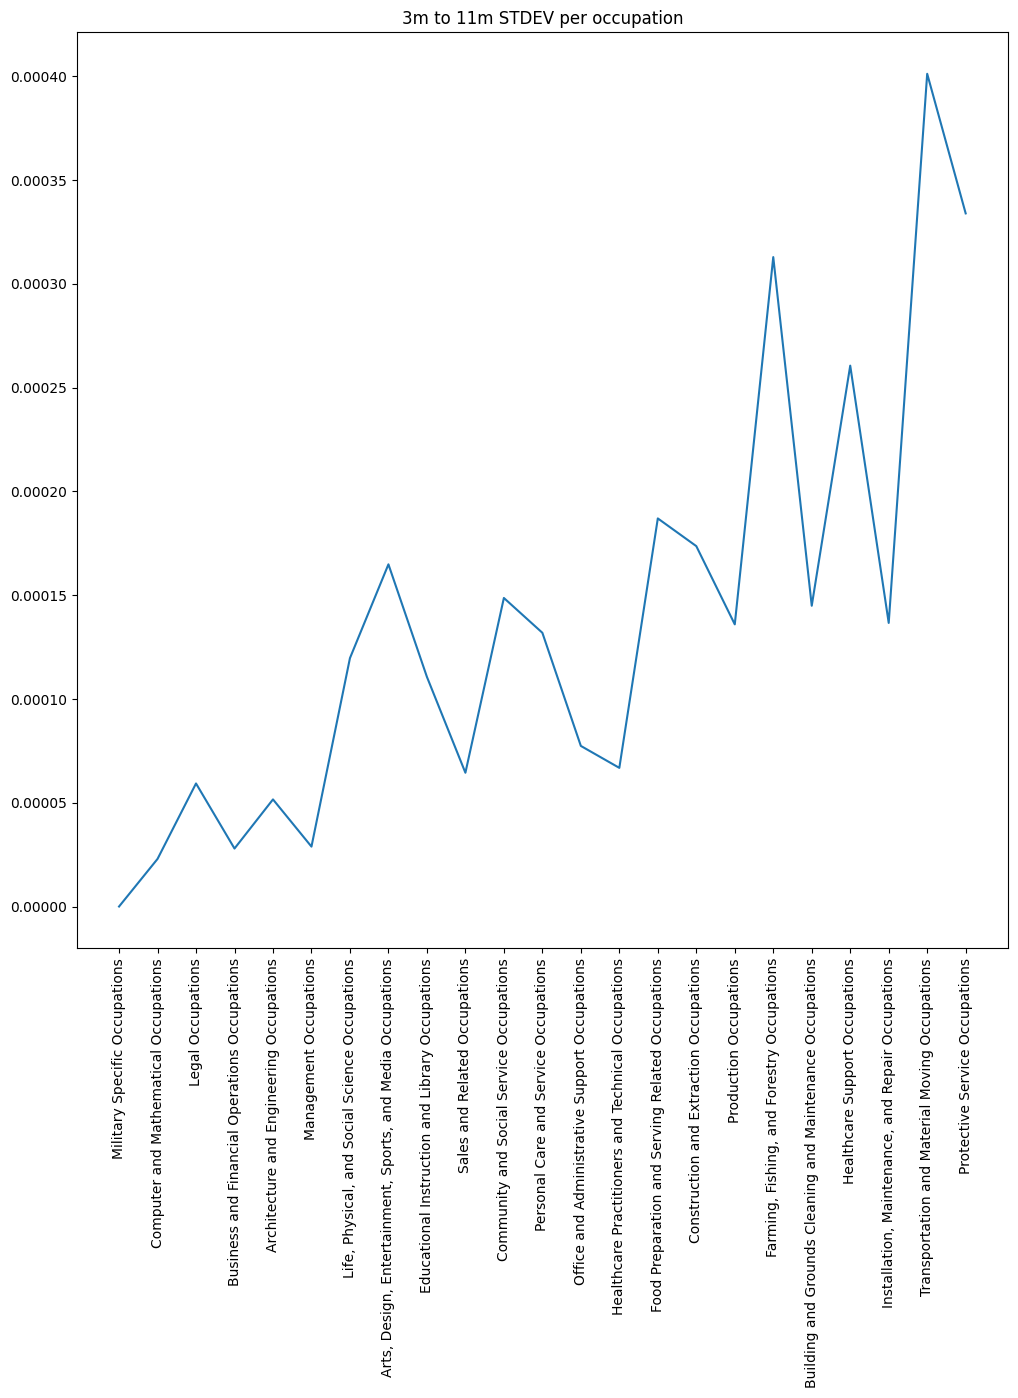 3m to 11m STDEV per occupation
0.00040
0.00035
0.00030
0.00025
0.00020
0.00015
0.00010
0.00005
0.00000
Military Specific Occupations
Computer and Mathematical Occupations
Legal Occupations
Business and Financial Operations Occupations
Architecture and Engineering Occupations
Management Occupations
Life, Physical, and Social Science Occupations
Arts, Design, Entertainment, Sports, and Media Occupations
Educational Instruction and Library Occupations
Sales and Related Occupations
Community and Social Service Occupations
Personal Care and Service Occupations
Office and Administrative Support Occupations
Healthcare Practitioners and Technical Occupations
Food Preparation and Serving Related Occupations
Construction and Extraction Occupations
Production Occupations
Farming, Fishing, and Forestry Occupations
Building and Grounds Cleaning and Maintenance Occupations
Healthcare Support Occupations
Installation, Maintenance, and Repair Occupations
Transportation and Material Moving Occupations
Protective Service Occupations